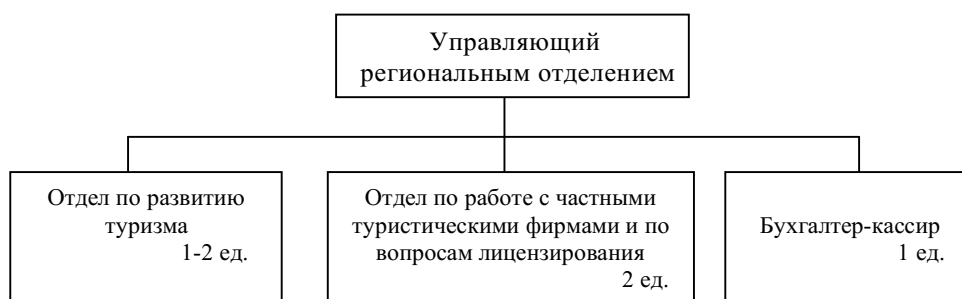 Управляющий
региональным отделением
Отдел по развитию
туризма
1-2 ед.
Отдел по работе с частными
туристическими фирмами и по
вопросам лицензирования
2 ед.
Бухгалтер-кассир
1 ед.